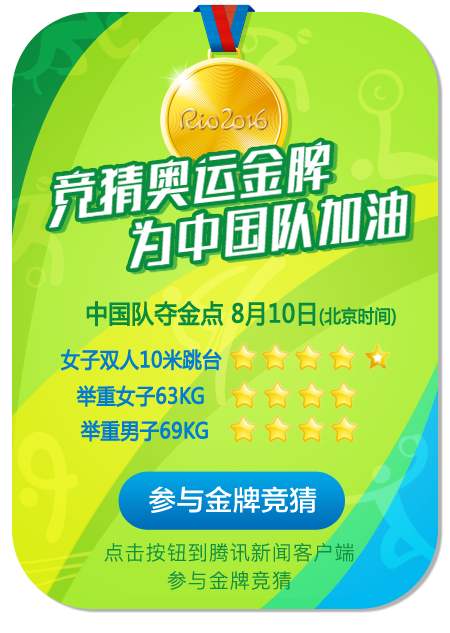 Rio2016
竞猜奥运金牌
为中国队加油
中国队夺金点 8月10日(北京时间)
女子双人10米跳台
举重女子63KG
举重男子69KG
参与金牌竞猜
点击按钮到腾讯新闻客户端
参与金牌竞猜